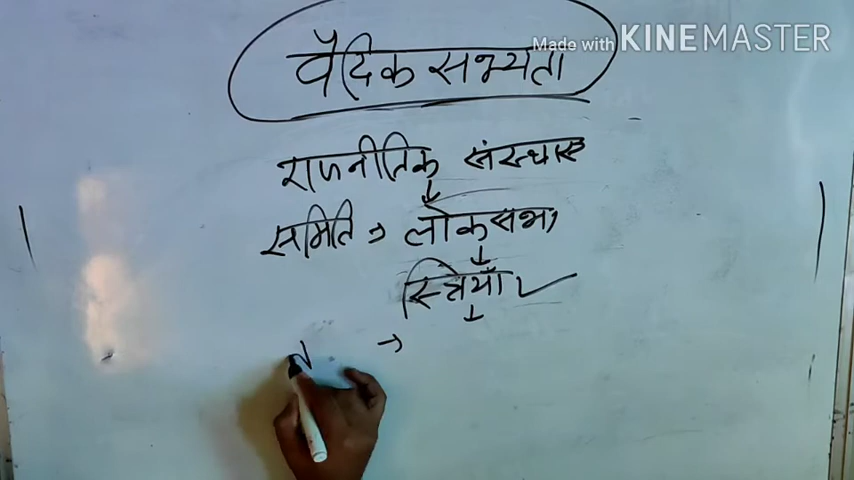 Made with KINEMASTER
वैदिक सभ्यता
राजनीतिक संस्थाए
समिति → लोकसभा
↓
स्त्रियाँ ✓
↓
→